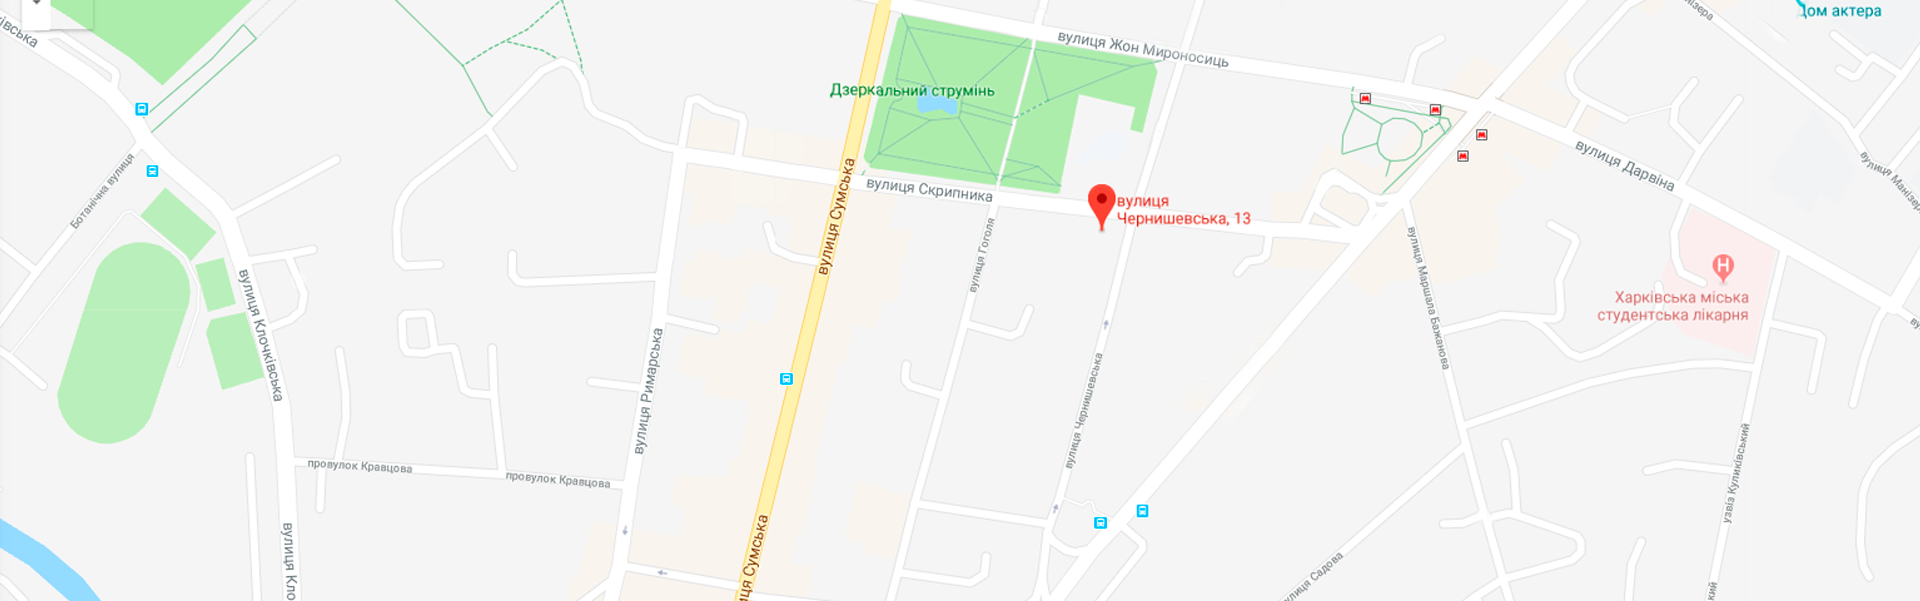 Дом актера
вулиця Жон Мироносиць
Дзеркальний струмінь
вулиця Дарвіна
Ботанічна вулиця
вулиця Сумська
вулиця Скрипника
вулиця
Чернишевська, 13
вулиця Гоголя
вулиця Клочківська
вулиця Маршала Бажанова
Харківська міська
студентська лікарня
вулиця Римарська
вулиця Чернишевська
провулок Кравцова
провулок Кравцова
узвіз Куликівський
вулиця Сумська
вулиця Садова